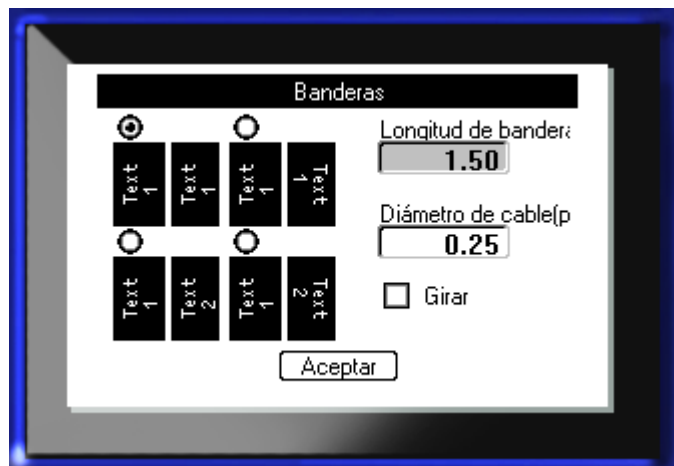 Banderas
Longitud de bandera
1.50
Text 1 Text 1 Text 1 Text 1
Diámetro de cable(p
0.25
Text 1 Text 2 Text 1 Text 2
Girar
Aceptar